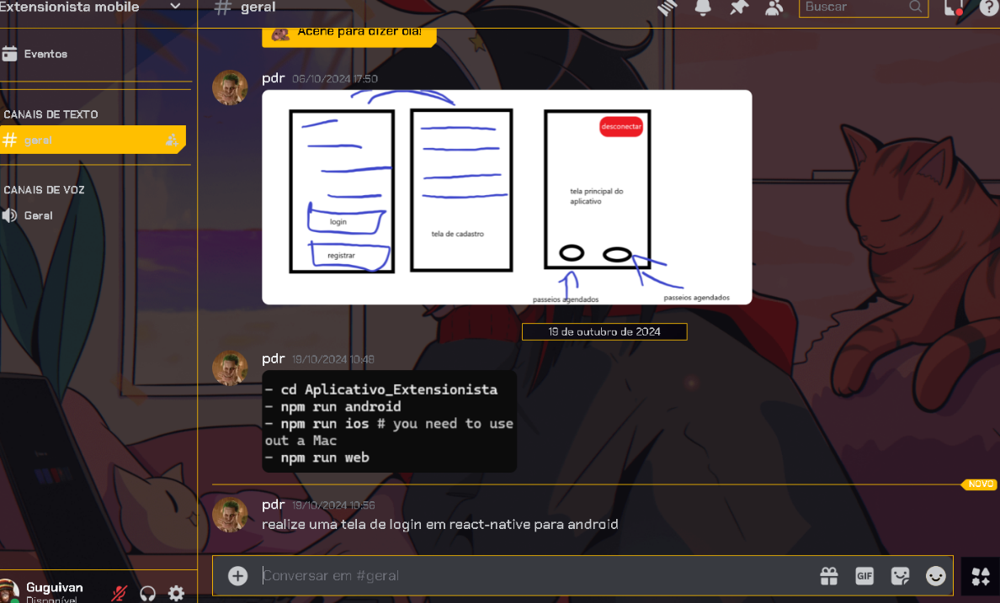 Extensionista mobile
# geral
Buscar
Acene para dizer olá!
Eventos
pdr 06/10/2024 17:50
desconectar
CANAIS DE TEXTO
# geral
tela principal do
aplicativo
CANAIS DE VOZ
Geral
login
tela de cadastro
registrar
passeios agendados
passeios agendados
19 de outubro de 2024
pdr 19/10/2024 10:48
- cd Aplicativo_Extensionista
- npm run android
- npm run ios # you need to use
out a Mac
- npm run web
NOVO
pdr 19/10/2024 10:56
realize uma tela de login em react-native para android
Conversar em #geral
GIF
Guguivan
Disponível